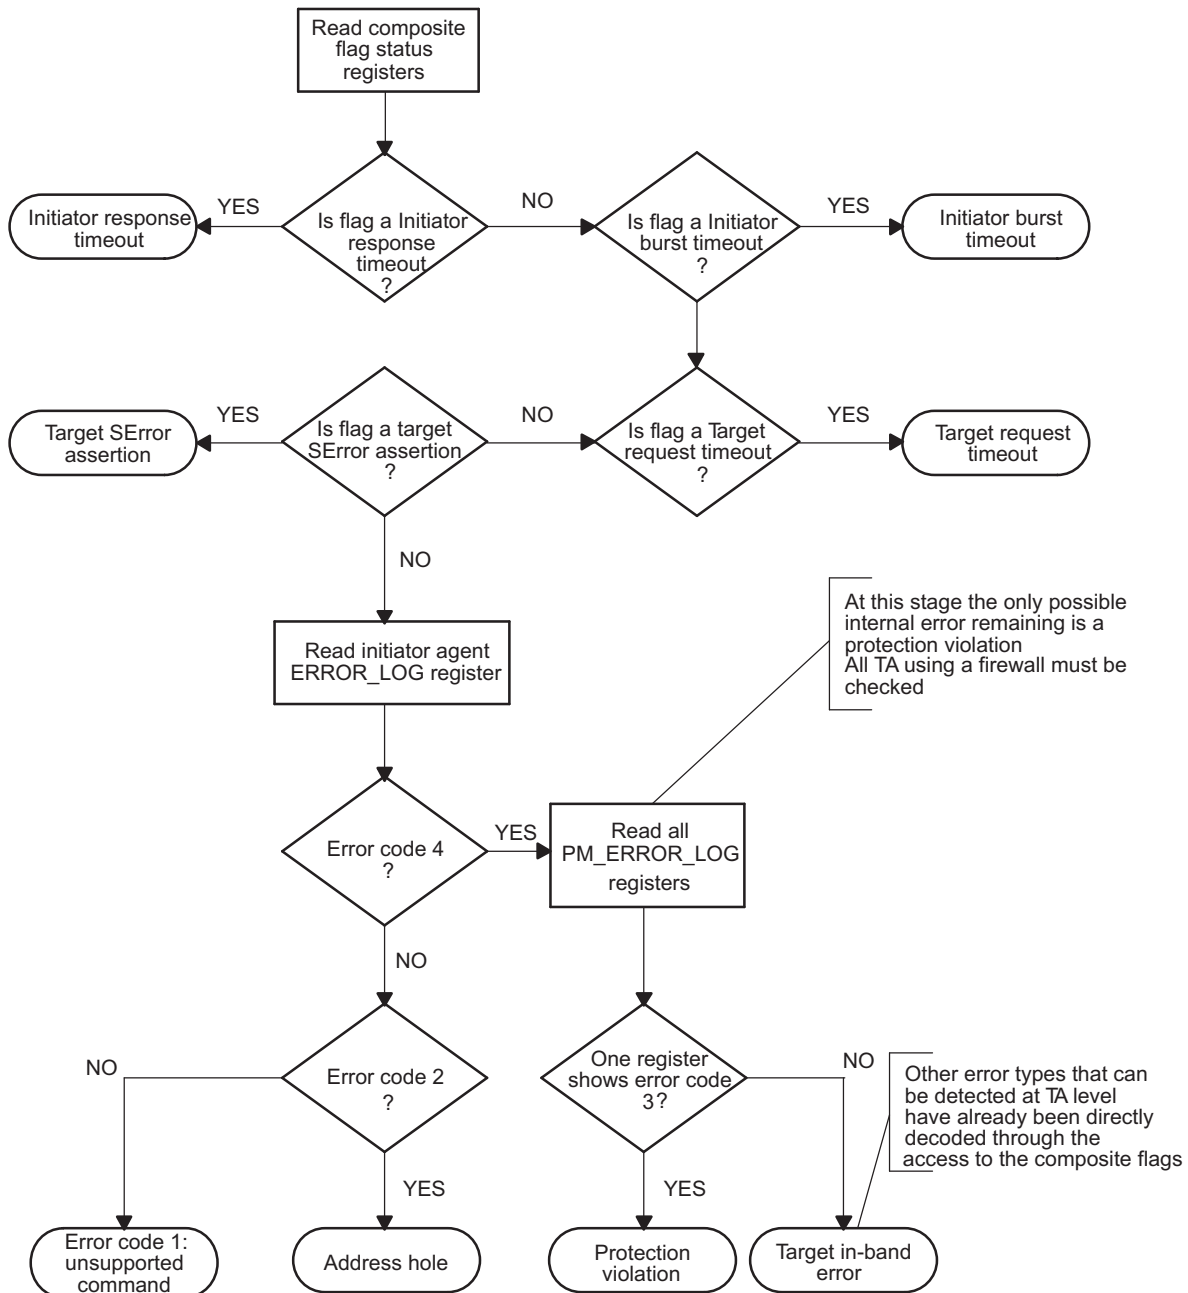 Read composite
flag status
registers
YES
NO
YES
Initiator response
timeout
Is flag a Initiator
response
timeout
?
Is flag a Initiator
burst timeout
?
Initiator burst
timeout
YES
NO
YES
Target SError
assertion
Is flag a target
SError assertion
?
Is flag a Target
request timeout
?
Target request
timeout
NO
At this stage the only possible
internal error remaining is a
protection violation
All TA using a firewall must be
checked
Read initiator agent
ERROR_LOG register
Error code 4
?
YES
Read all
PM_ERROR_LOG
registers
NO
NO
Error code 2
?
One register
shows error code
3?
NO
Other error types that can
be detected at TA level
have already been directly
decoded through the
access to the composite flags
YES
YES
Error code 1:
unsupported
command
Address hole
Protection
violation
Target in-band
error